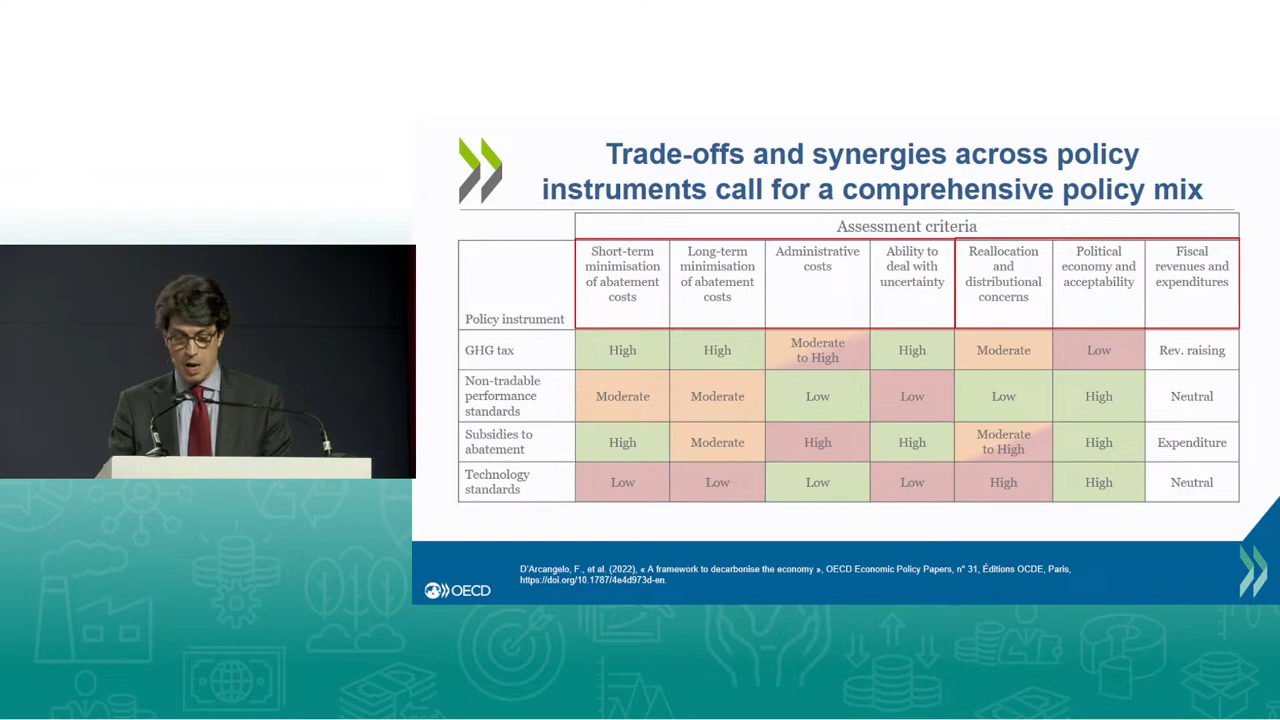 Trade-offs and synergies across policy
instruments call for a comprehensive policy mix
Assessment criteria
Policy instrument
Short-term
minimisation
of abatement
costs
Long-term
minimisation
of abatement
costs
Administrative
costs
Ability to
deal with
uncertainty
Reallocation
and
distributional
concerns
Political
economy and
acceptability
Fiscal
revenues and
expenditures
GHG tax
High
High
Moderate
to High
High
Moderate
Low
Rev. raising
Non-tradable
performance
standards
Moderate
Moderate
Low
Low
Low
High
Neutral
Subsidies to
abatement
High
Moderate
High
High
Moderate
to High
High
Expenditure
Technology
standards
Low
Low
Low
Low
High
High
Neutral
D'Arcangelo, F., et al. (2022), « A framework to decarbonise the economy », OECD Economic Policy Papers, n° 31, Éditions OCDE, Paris,
https://doi.org/10.1787/4e4d973d-en.
OECD